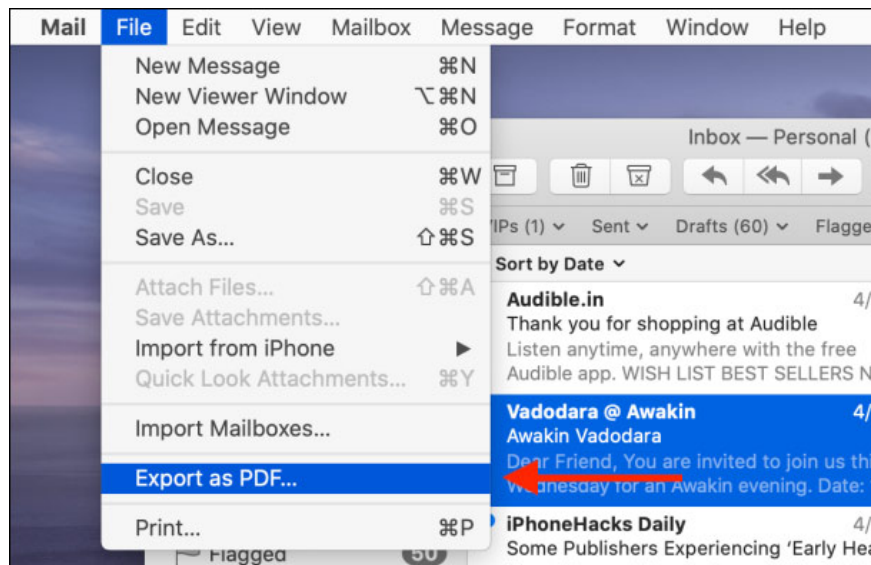 Mail File Edit View Mailbox Message Format Window Help
New Message ⌘N
New Viewer Window ⌥⌘N
Open Message ⌘O
Close ⌘W
Save ⌘S
Save As... ⇧⌘S
Attach Files... ⇧⌘A
Save Attachments...
Import from iPhone ▶
Quick Look Attachments... ⌘Y
Import Mailboxes...
Export as PDF...
Print... ⌘P
Flagged 50
Inbox — Personal (
IPs (1) Sent Drafts (60) Flagge
Sort by Date
Audible.in 4/
Thank you for shopping at Audible
Listen anytime, anywhere with the free
Audible app. WISH LIST BEST SELLERS N
Vadodara @ Awakin 4/
Awakin Vadodara
Dear Friend, You are invited to join us thi
Wednesday for an Awakin evening. Date:
iPhoneHacks Daily 4/
Some Publishers Experiencing ‘Early Hea